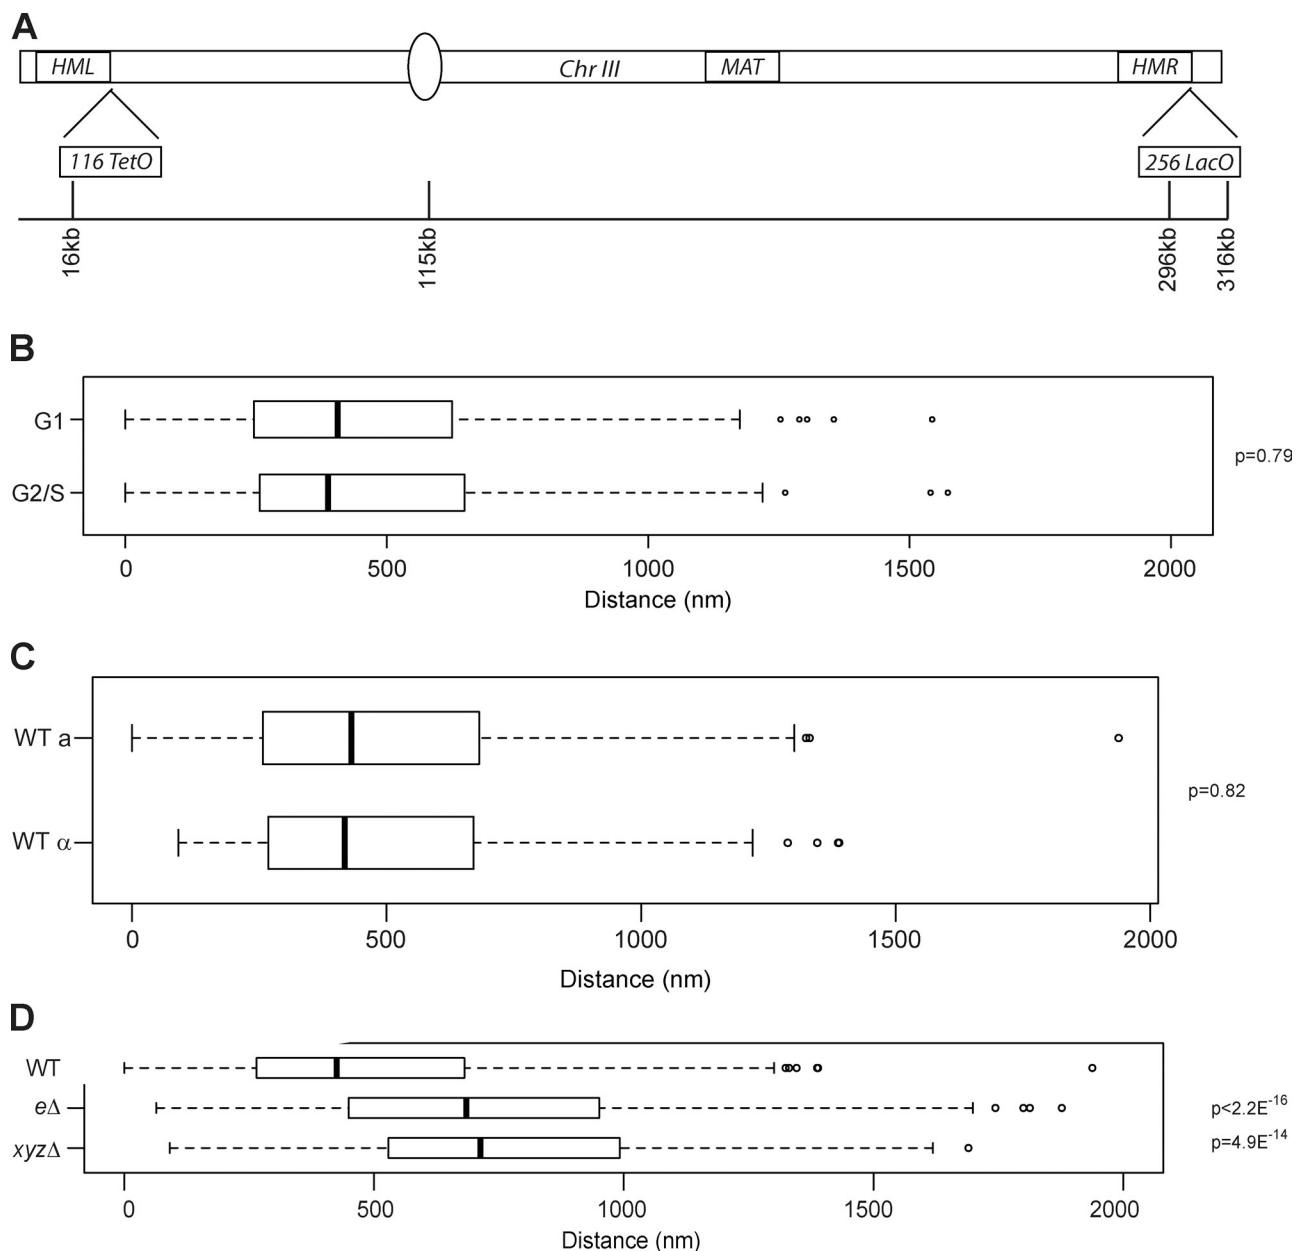 A
HML Chr III MAT HMR
116 TetO 256 LacO
16kb 115kb 296kb 316kb
B
G1
p=0.79
G2/S
0 500 1000 1500 2000
Distance (nm)
C
WT a
p=0.82
WT α
0 500 1000 1500 2000
Distance (nm)
D
WT
eΔ p<2.2E-16
xyzΔ p=4.9E-14
0 500 1000 1500 2000
Distance (nm)